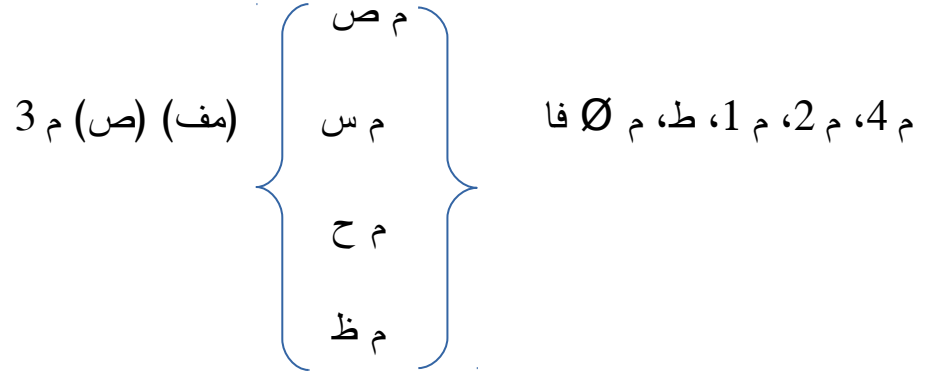 م ص
م 4، م 2، م 1، ط، م Ø فا م س (مف) (ص) م 3
م ح
م ظ